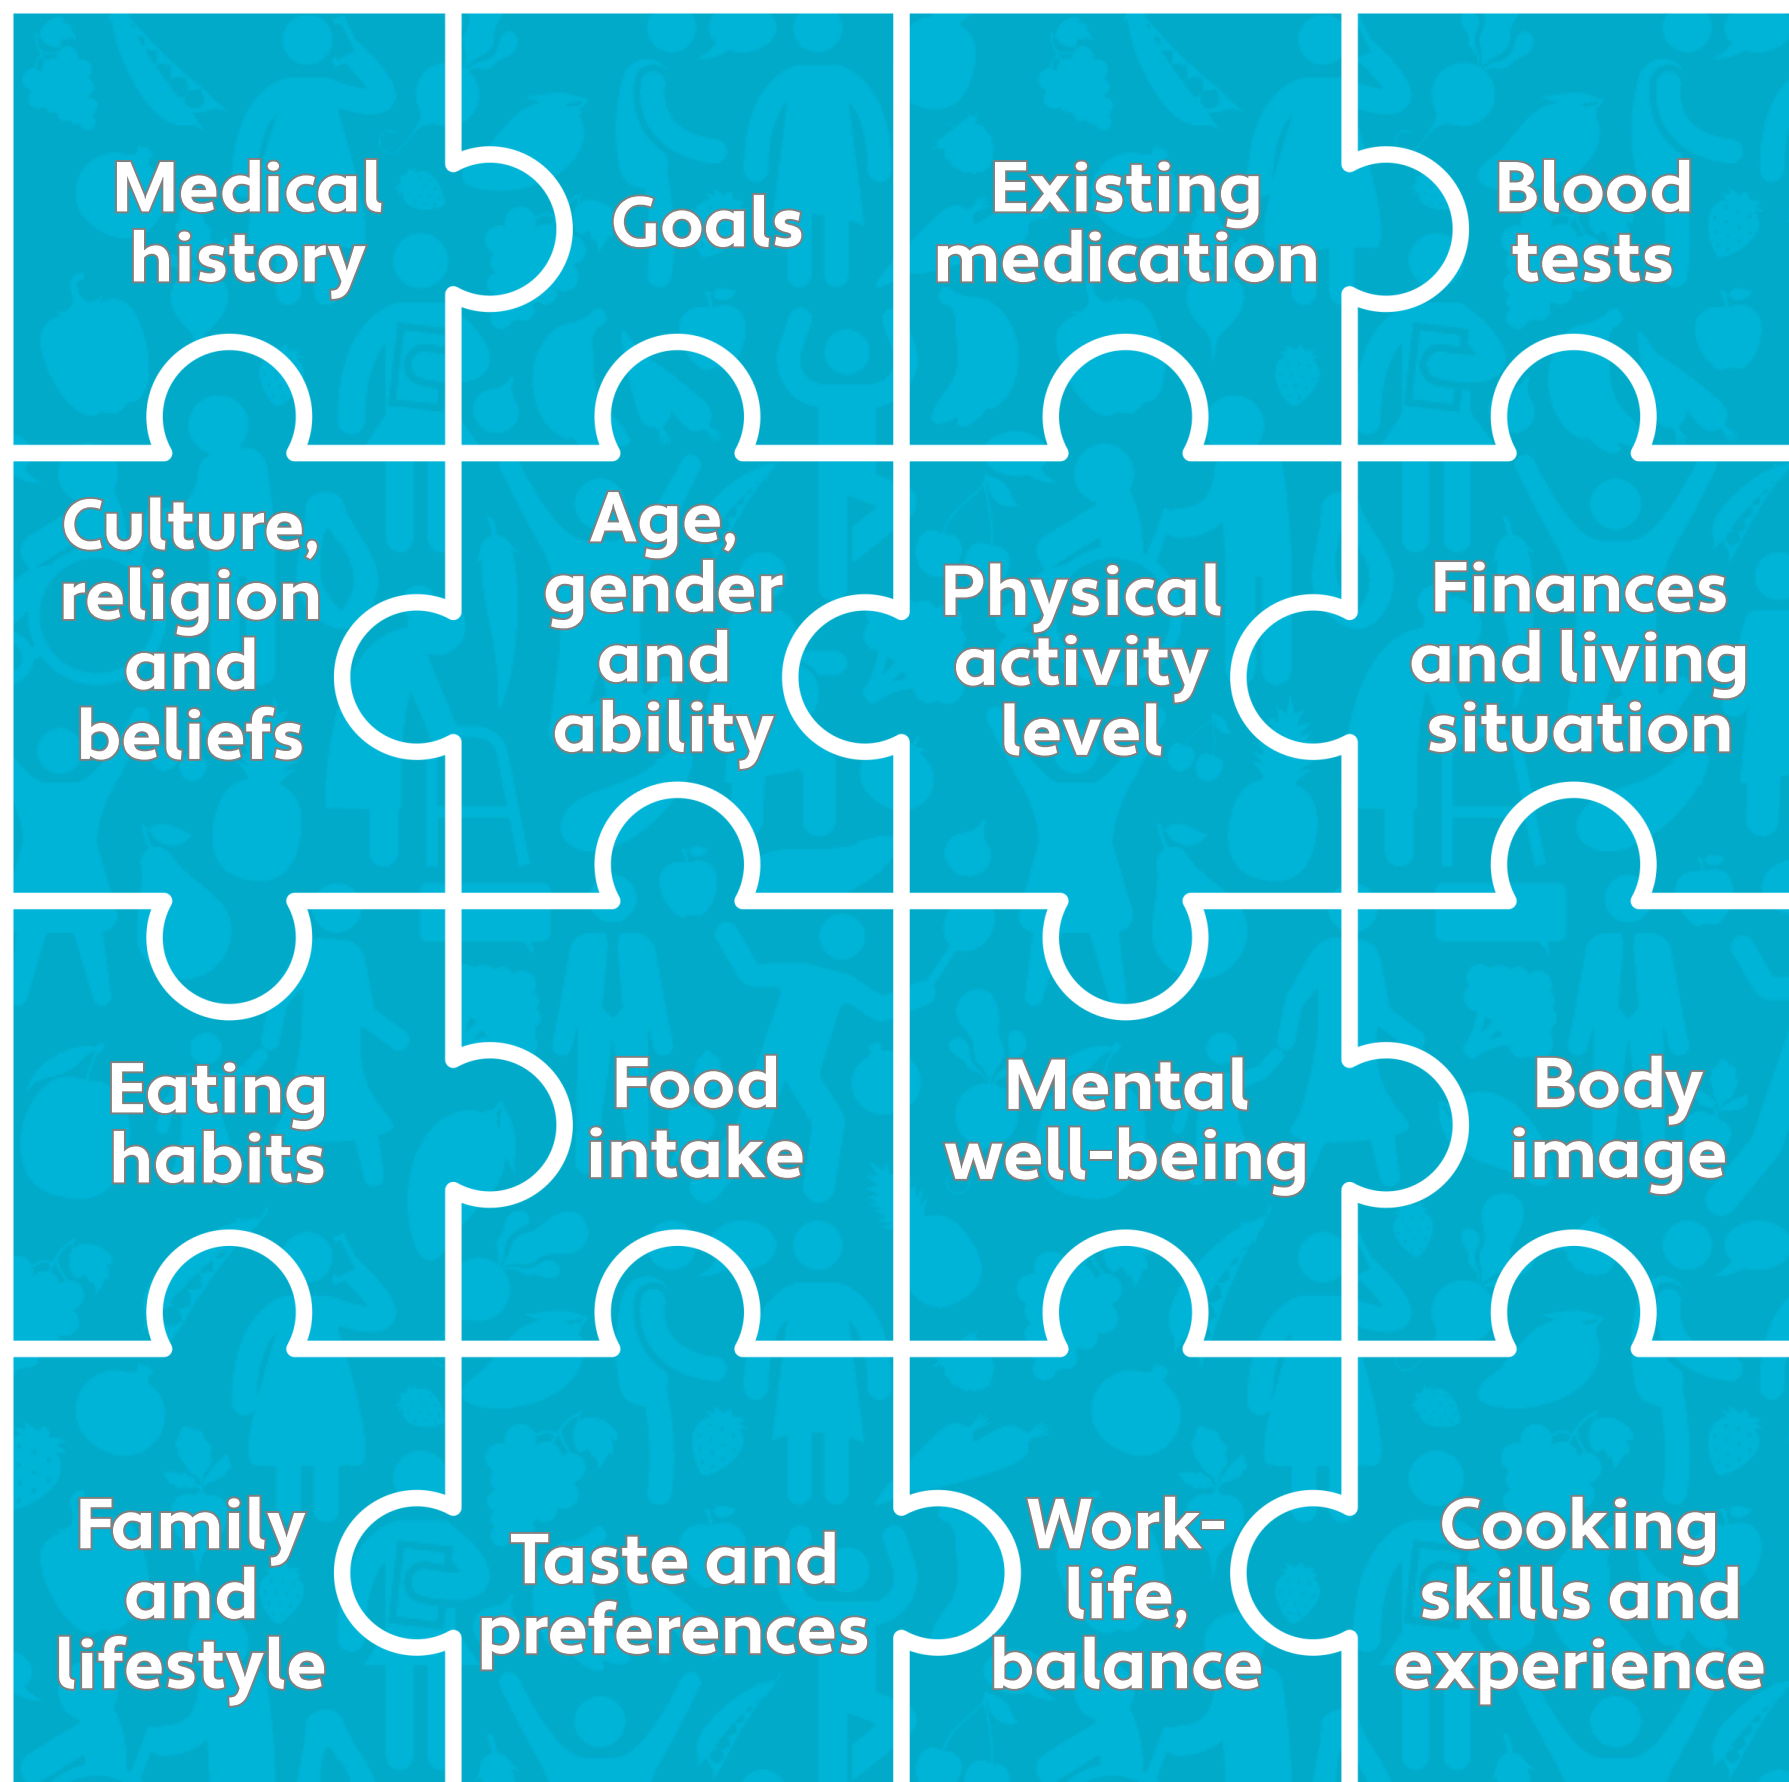 Medical
history
Goals
Existing
medication
Blood
tests
Culture,
religion
and
beliefs
Age,
gender
and
ability
Physical
activity
level
Finances
and living
situation
Eating
habits
Food
intake
Mental
well-being
Body
image
Family
and
lifestyle
Taste and
preferences
Work-
life,
balance
Cooking
skills and
experience